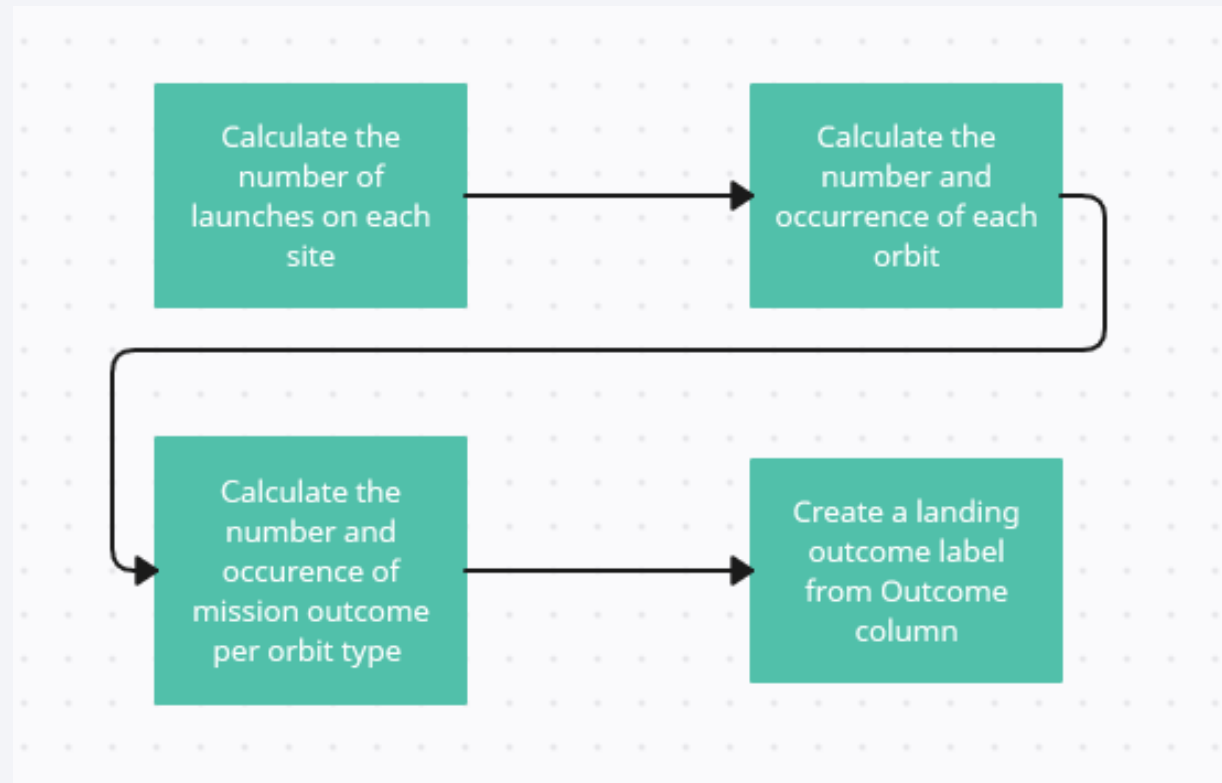 Calculate the
number of
launches on each
site
Calculate the
number and
occurrence of each
orbit
Calculate the
number and
occurence of
mission outcome
per orbit type
Create a landing
outcome label
from Outcome
column